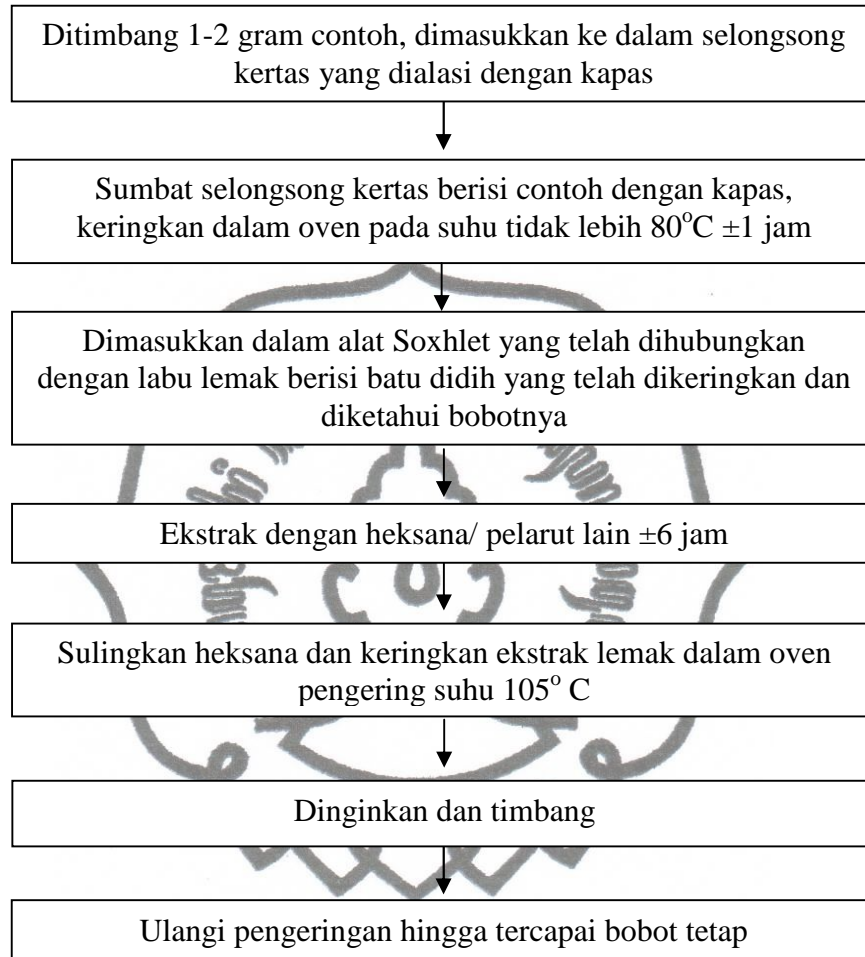 Ditimbang 1-2 gram contoh, dimasukkan ke dalam selongsong
kertas yang dialasi dengan kapas
Sumbat selongsong kertas berisi contoh dengan kapas,
keringkan dalam oven pada suhu tidak lebih 80°C ±1 jam
Dimasukkan dalam alat Soxhlet yang telah dihubungkan
dengan labu lemak berisi batu didih yang telah dikeringkan dan
diketahui bobotnya
Ekstrak dengan heksana/ pelarut lain ±6 jam
Sulingkan heksana dan keringkan ekstrak lemak dalam oven
pengering suhu 105° C
Dinginkan dan timbang
Ulangi pengeringan hingga tercapai bobot tetap